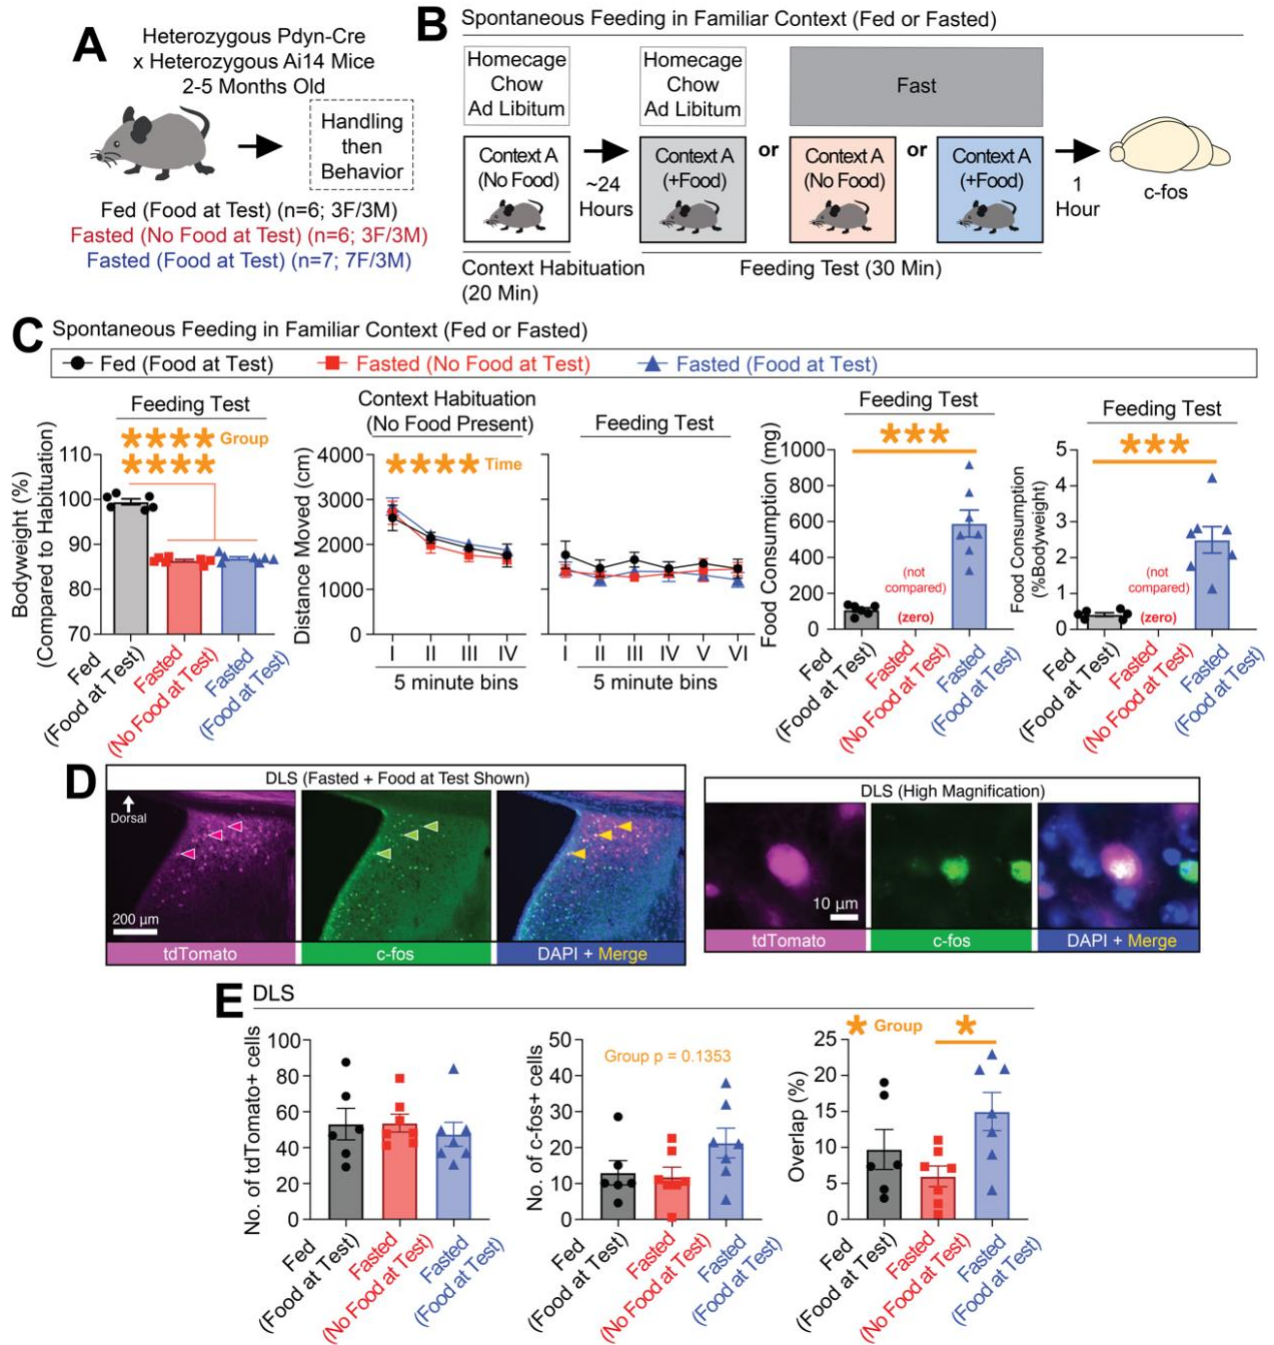 A
Heterozygous Pdyn-Cre
x Heterozygous Ai14 Mice
2-5 Months Old
Handling
then
Behavior
Fed (Food at Test) (n=6; 3F/3M)
Fasted (No Food at Test) (n=6; 3F/3M)
Fasted (Food at Test) (n=7; 7F/3M)
B
Spontaneous Feeding in Familiar Context (Fed or Fasted)
Homecage
Chow
Ad Libitum
Homecage
Chow
Ad Libitum
Fast
Context A
(No Food)
~24
Hours
Context A
(+Food)
or
Context A
(No Food)
or
Context A
(+Food)
1
Hour
c-fos
Context Habituation
(20 Min)
Feeding Test (30 Min)
C
Spontaneous Feeding in Familiar Context (Fed or Fasted)
Fed (Food at Test)
Fasted (No Food at Test)
Fasted (Food at Test)
Feeding Test
Group
Bodyweight (%)
(Compared to Habituation)
110
100
90
80
70
Fed
(Food at Test)
Fasted
(No Food at Test)
Fasted
(Food at Test)
Context Habituation
(No Food Present)
Time
Distance Moved (cm)
4000
3000
2000
1000
0
I II III IV
5 minute bins
Feeding Test
I II III IV V VI
5 minute bins
Feeding Test
***
Food Consumption (mg)
1000
800
600
400
200
0
(not
compared)
(zero)
Fed
(Food at Test)
Fasted
(No Food at Test)
Fasted
(Food at Test)
Feeding Test
***
Food Consumption
(%Bodyweight)
5
4
3
2
1
0
(not
compared)
(zero)
Fed
(Food at Test)
Fasted
(No Food at Test)
Fasted
(Food at Test)
D
DLS (Fasted + Food at Test Shown)
Dorsal
200 µm
tdTomato
c-fos
DAPI + Merge
DLS (High Magnification)
10 µm
tdTomato
c-fos
DAPI + Merge
E
DLS
No. of tdTomato+ cells
100
80
60
40
20
0
Fed
(Food at Test)
Fasted
(No Food at Test)
Fasted
(Food at Test)
No. of c-fos+ cells
50
40
30
20
10
0
Group p = 0.1353
Fed
(Food at Test)
Fasted
(No Food at Test)
Fasted
(Food at Test)
* Group
*
Overlap (%)
25
20
15
10
5
0
Fed
(Food at Test)
Fasted
(No Food at Test)
Fasted
(Food at Test)